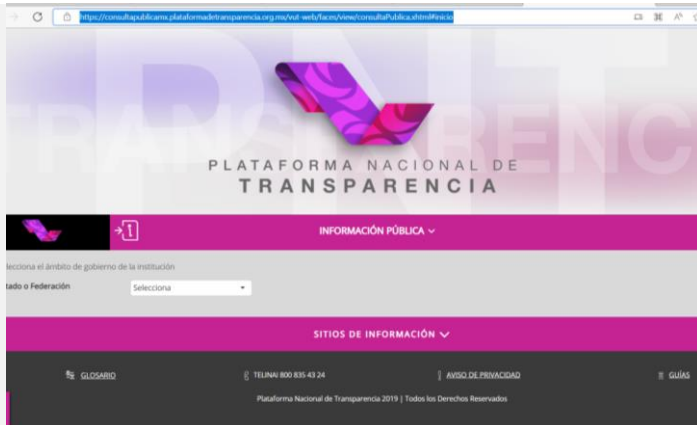 https://consultapublicamx.plataformadetransparencia.org.mx/vut-web/faces/view/consultaPublica.xhtml#inicio
PLATAFORMA NACIONAL DE
TRANSPARENCIA
INFORMACIÓN PÚBLICA
lecciona el ámbito de gobierno de la institución
tado o Federación
Selecciona
SITIOS DE INFORMACIÓN
GLOSARIO
TELINAI 800 835 43 24
AVISO DE PRIVACIDAD
GUÍAS
Plataforma Nacional de Transparencia 2019 | Todos los Derechos Reservados